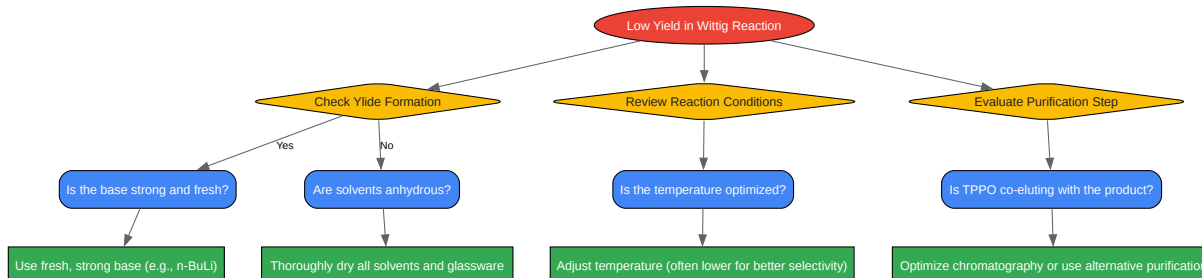 Low Yield in Wittig Reaction
Check Ylide Formation
Review Reaction Conditions
Evaluate Purification Step
Yes
No
Is the base strong and fresh?
Are solvents anhydrous?
Is the temperature optimized?
Is TPPO co-eluting with the product?
Use fresh, strong base (e.g., n-BuLi)
Thoroughly dry all solvents and glassware
Adjust temperature (often lower for better selectivity)
Optimize chromatography or use alternative purificatio